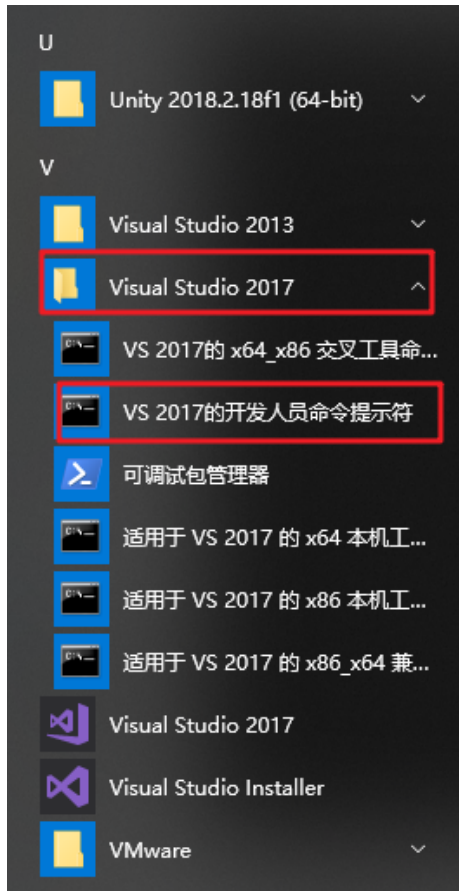 U
Unity 2018.2.18f1 (64-bit)
V
Visual Studio 2013
Visual Studio 2017
VS 2017的 x64_x86 交叉工具命...
VS 2017的开发人员命令提示符
可调试包管理器
适用于 VS 2017 的 x64 本机工...
适用于 VS 2017 的 x86 本机工...
适用于 VS 2017 的 x86_x64 兼...
Visual Studio 2017
Visual Studio Installer
VMware